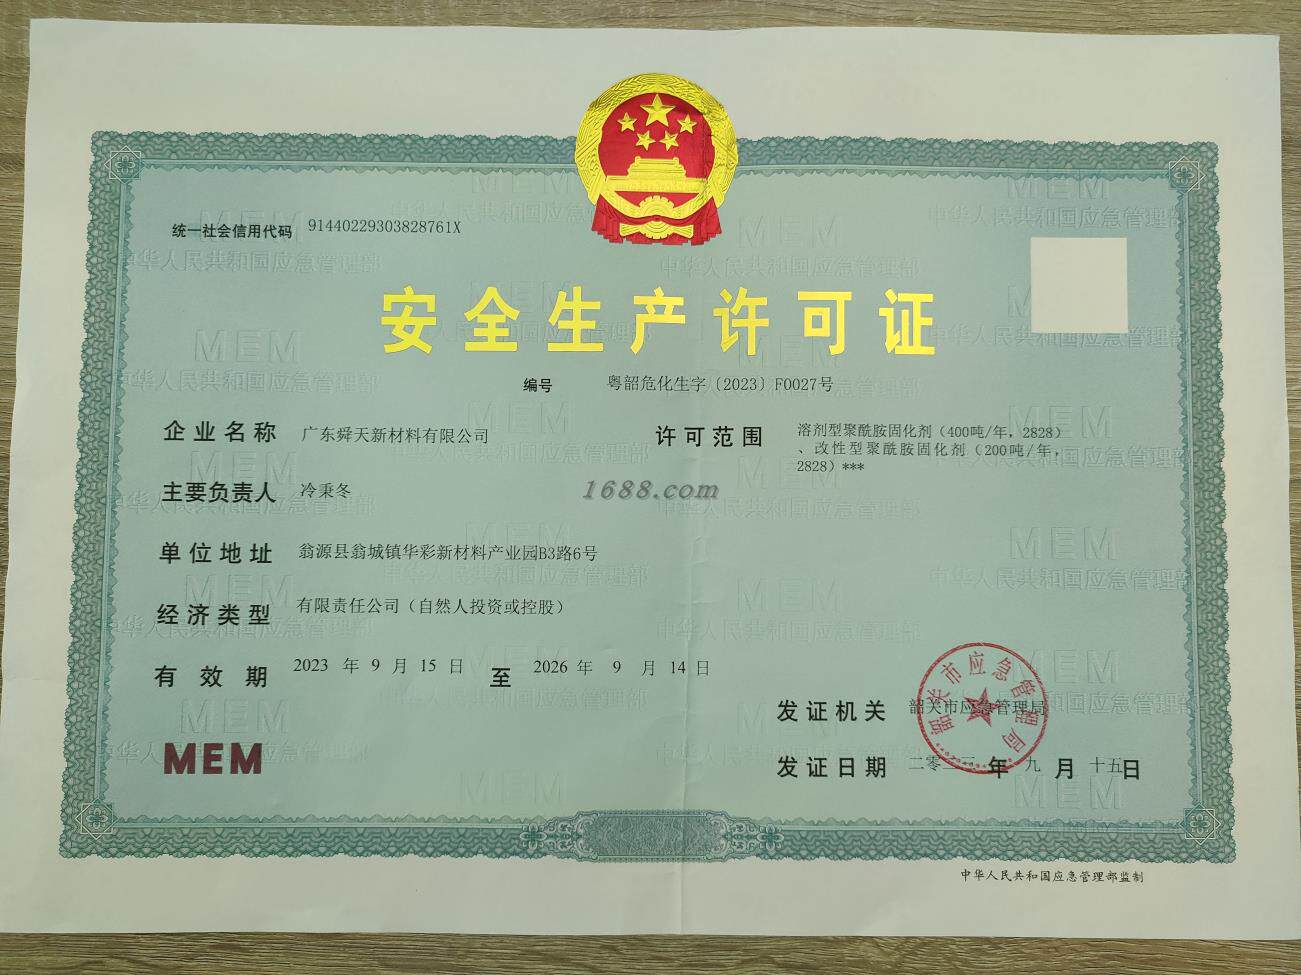 统一社会信用代码 91440229303828761X
安全生产许可证
编号 粤韶危化生字〔2023〕F0027号
企业名称 广东舜天新材料有限公司
许可范围 溶剂型聚酰胺固化剂（400吨/年，2828）
、改性型聚酰胺固化剂（200吨/年，
2828）***
主要负责人 冷秉冬
1688.com
单位地址 翁源县翁城镇华彩新材料产业园B3路6号
经济类型 有限责任公司（自然人投资或控股）
有效期 2023 年 9 月 15 日 至 2026 年 9 月 14 日
发证机关 韶关市应急管理局
韶关市应急管理局
发证日期 二零二 年 九 月 十五日
MEM
中华人民共和国应急管理部监制